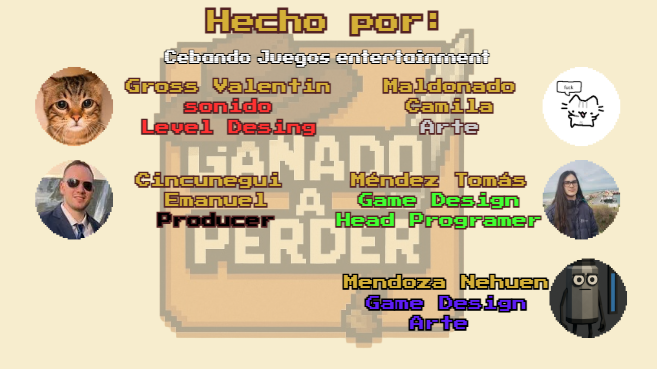 Hecho por:
Cebando Juegos entertainment
Gross Valentin
sonido
Level Desing
Maldonado
Camila
Arte
Cincunegui
Emanuel
Producer
Méndez Tomás
Game Design
Head Programer
Mendoza Nehuen
Game Design
Arte
GANADO
A
PERDER